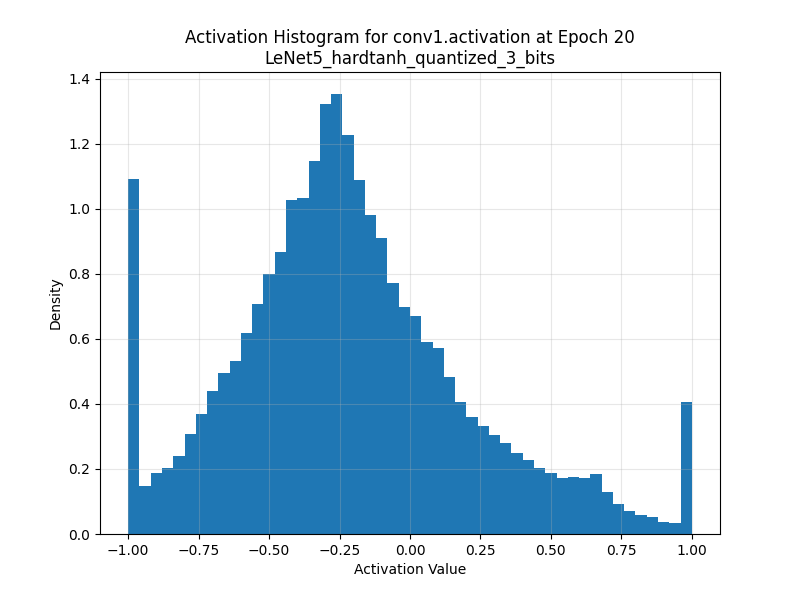 Activation Histogram for conv1.activation at Epoch 20
LeNet5_hardtanh_quantized_3_bits
1.4
1.2
1.0
0.8
0.6
0.4
0.2
0.0
Density
−1.00 −0.75 −0.50 −0.25 0.00 0.25 0.50 0.75 1.00
Activation Value